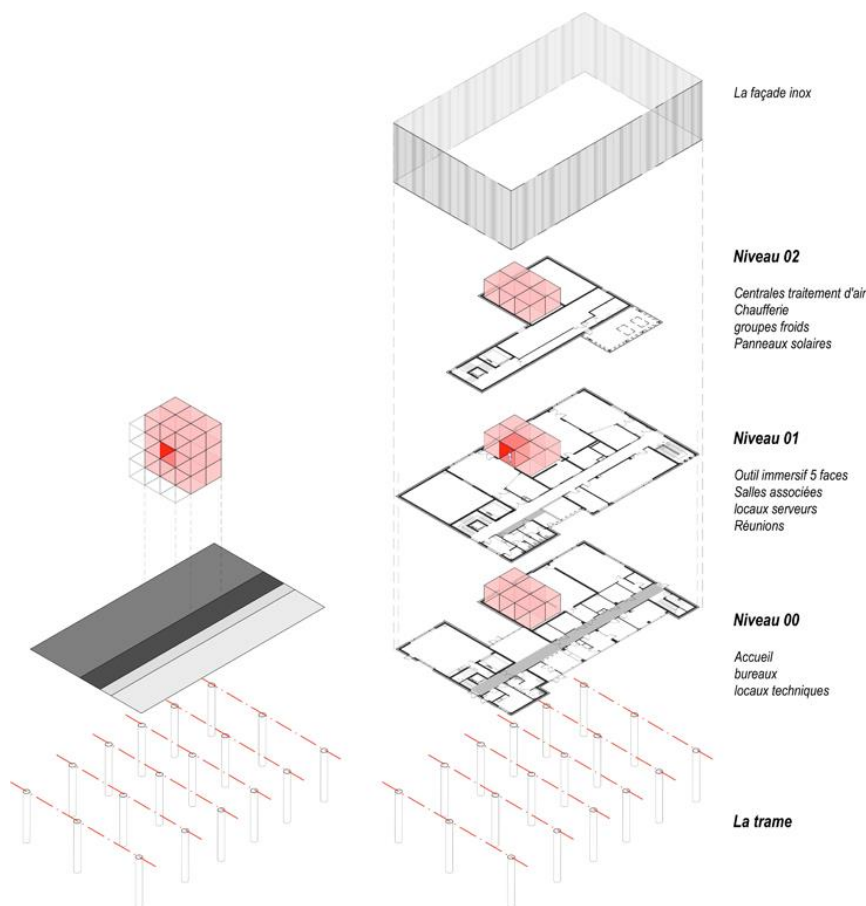 La façade inox
Niveau 02
Centrales traitement d'air
Chaufferie
groupes froids
Panneaux solaires
Niveau 01
Outil immersif 5 faces
Salles associées
locaux serveurs
Réunions
Niveau 00
Accueil
bureaux
locaux techniques
La trame